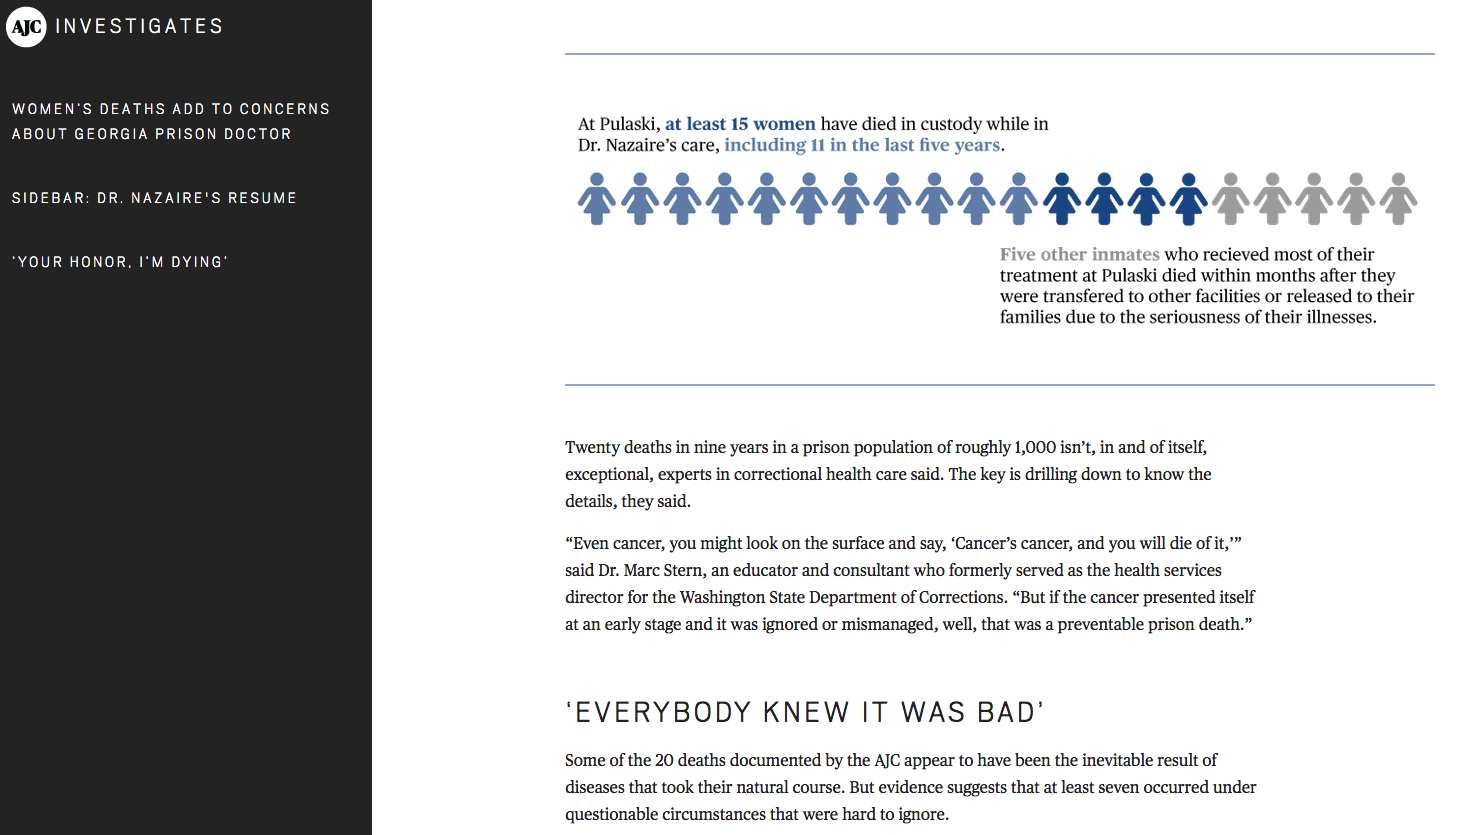 AJC INVESTIGATES
WOMEN'S DEATHS ADD TO CONCERNS
ABOUT GEORGIA PRISON DOCTOR
SIDEBAR: DR. NAZAIRE'S RESUME
'YOUR HONOR, I'M DYING'
At Pulaski, at least 15 women have died in custody while in
Dr. Nazaire’s care, including 11 in the last five years.
Five other inmates who recieved most of their
treatment at Pulaski died within months after they
were transfered to other facilities or released to their
families due to the seriousness of their illnesses.
Twenty deaths in nine years in a prison population of roughly 1,000 isn’t, in and of itself,
exceptional, experts in correctional health care said. The key is drilling down to know the
details, they said.
“Even cancer, you might look on the surface and say, ‘Cancer’s cancer, and you will die of it,’”
said Dr. Marc Stern, an educator and consultant who formerly served as the health services
director for the Washington State Department of Corrections. “But if the cancer presented itself
at an early stage and it was ignored or mismanaged, well, that was a preventable prison death.”
‘EVERYBODY KNEW IT WAS BAD’
Some of the 20 deaths documented by the AJC appear to have been the inevitable result of
diseases that took their natural course. But evidence suggests that at least seven occurred under
questionable circumstances that were hard to ignore.